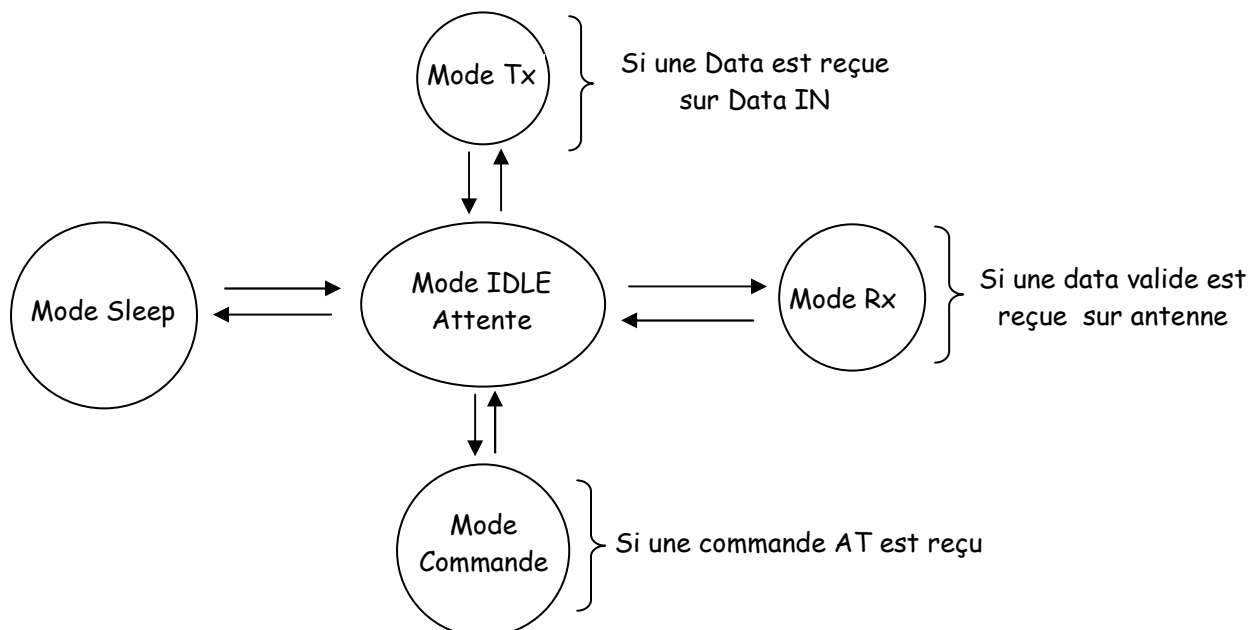 Mode Tx
Si une Data est reçue
sur Data IN
Mode Sleep
Mode IDLE
Attente
Mode Rx
Si une data valide est
reçue sur antenne
Mode
Commande
Si une commande AT est reçu